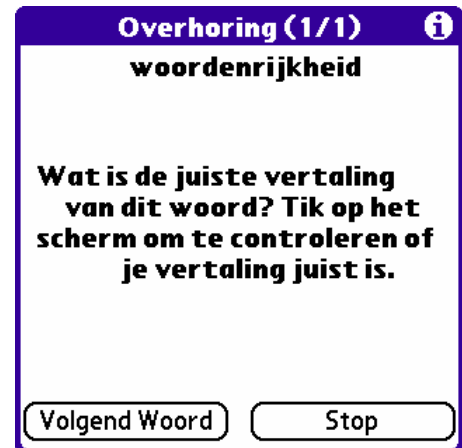 Overhoring (1/1) i
woordenrijkheid
Wat is de juiste vertaling
van dit woord? Tik op het
scherm om te controleren of
je vertaling juist is.
Volgend Woord Stop